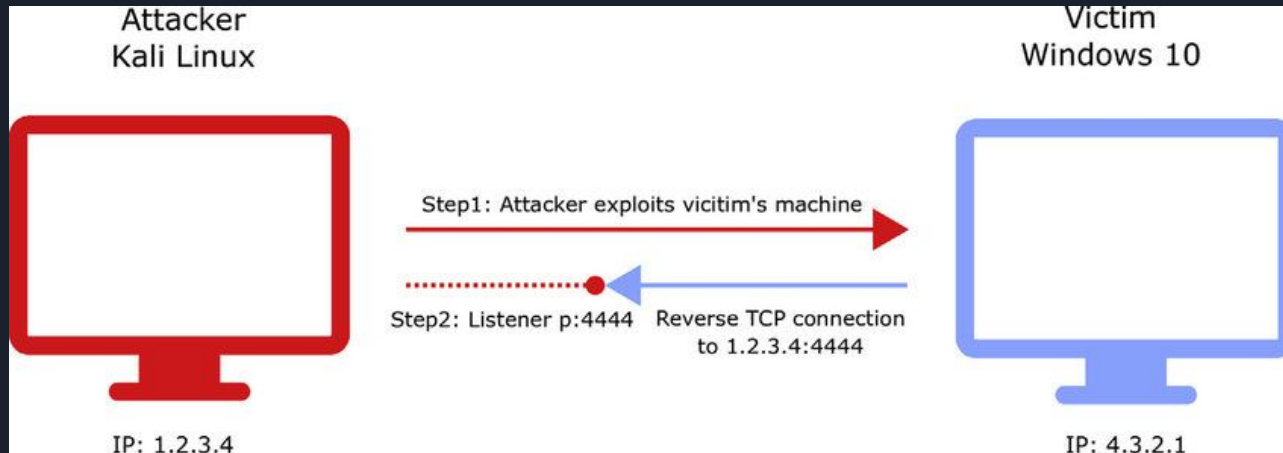 Attacker
Kali Linux
Victim
Windows 10
Step1: Attacker exploits vicitim's machine
Step2: Listener p:4444
Reverse TCP connection
to 1.2.3.4:4444
IP: 1.2.3.4
IP: 4.3.2.1